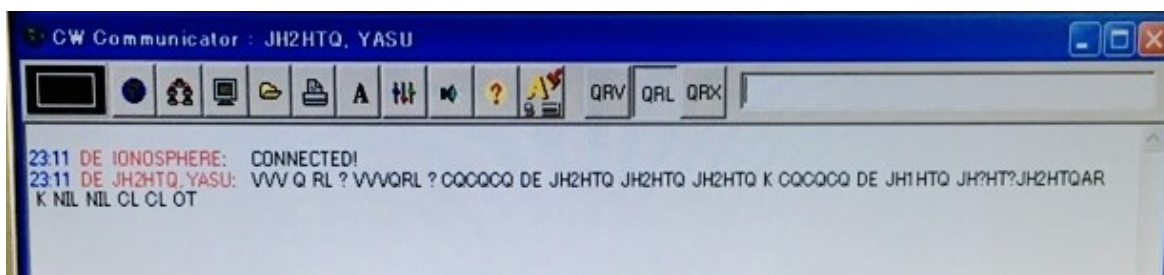 CW Communicator : JH2HTQ, YASU
A ? QRV QRL QRX
23:11 DE IONOSPHERE: CONNECTED!
23:11 DE JH2HTQ,YASU: VVV Q RL ? VVVQRL ? CQCQCQ DE JH2HTQ JH2HTQ JH2HTQ K CQCQCQ DE JH1HTQ JH?HT?JH2HTQAR
K NIL NIL CL CL OT